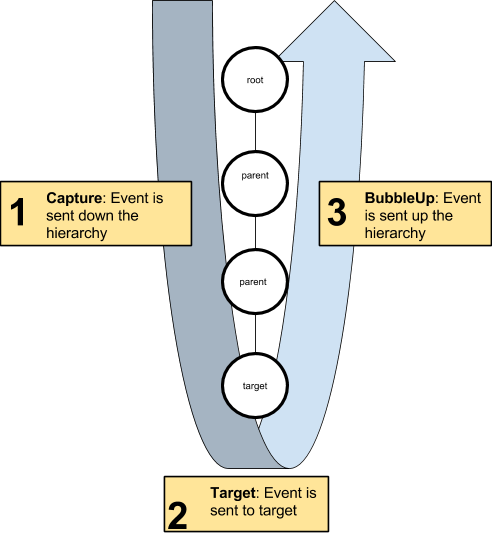 root
parent
1
Capture: Event is
sent down the
hierarchy
3
BubbleUp: Event
is sent up the
hierarchy
parent
target
2
Target: Event is
sent to target